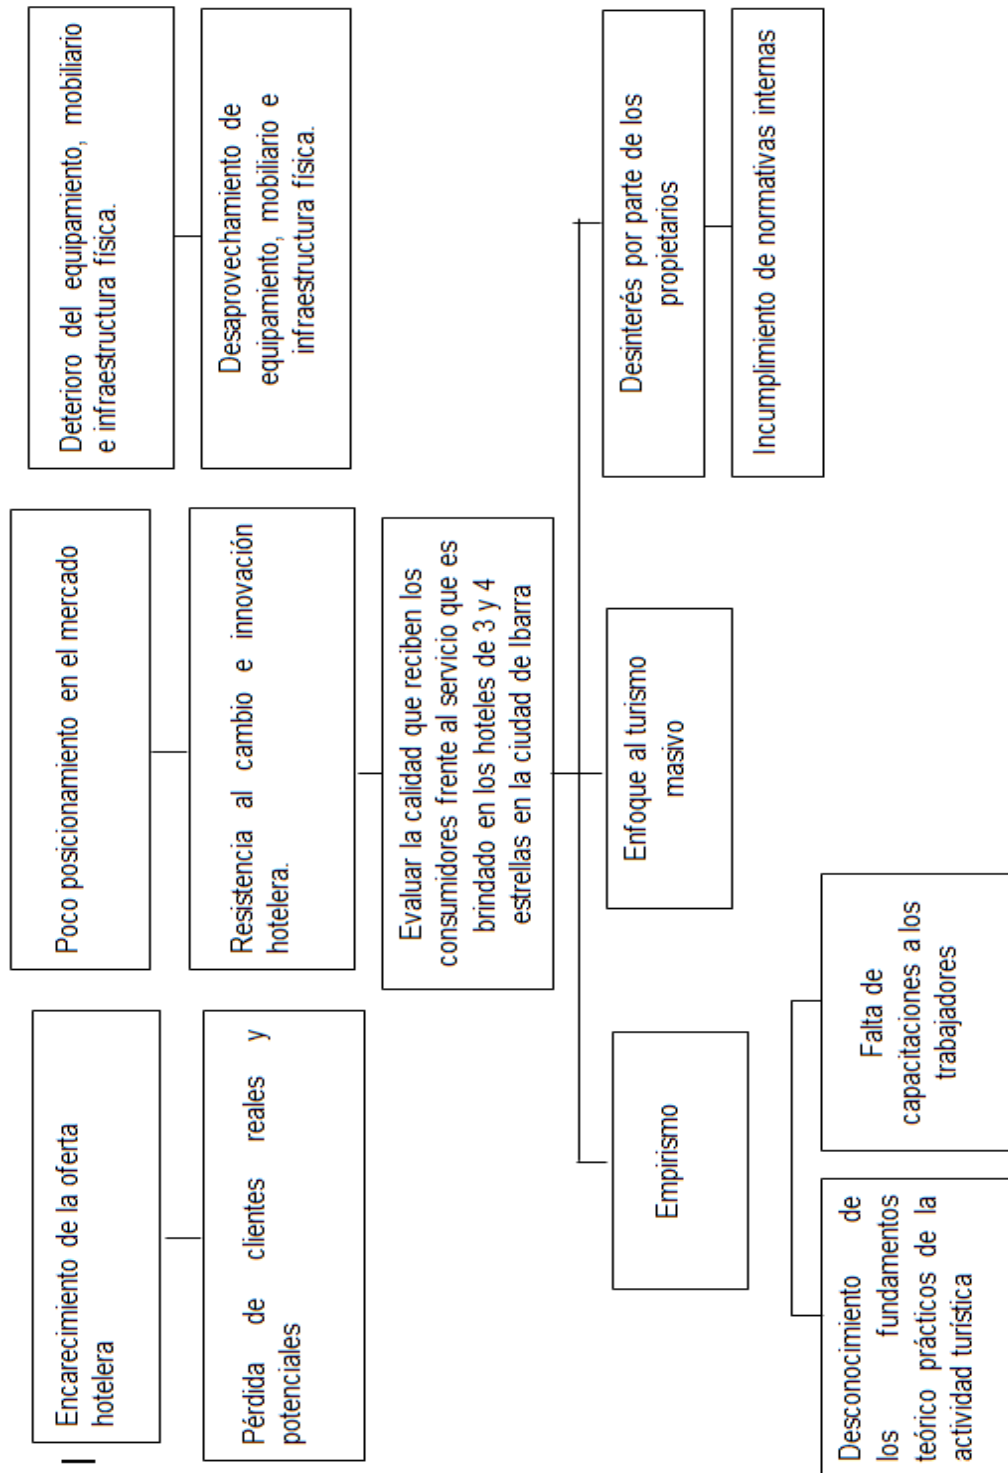 Encarecimiento de la oferta
hotelera
Poco posicionamiento en el mercado
Deterioro del equipamiento, mobiliario
e infraestructura física.
Pérdida de clientes reales y
potenciales
Resistencia al cambio e innovación
hotelera.
Desaprovechamiento de
equipamiento, mobiliario e
infraestructura física.
Evaluar la calidad que reciben los
consumidores frente al servicio que es
brindado en los hoteles de 3 y 4
estrellas en la ciudad de Ibarra
Empirismo
Enfoque al turismo
masivo
Desinterés por parte de los
propietarios
Desconocimiento de
los fundamentos
teórico prácticos de la
actividad turística
Falta de
capacitaciones a los
trabajadores
Incumplimiento de normativas internas